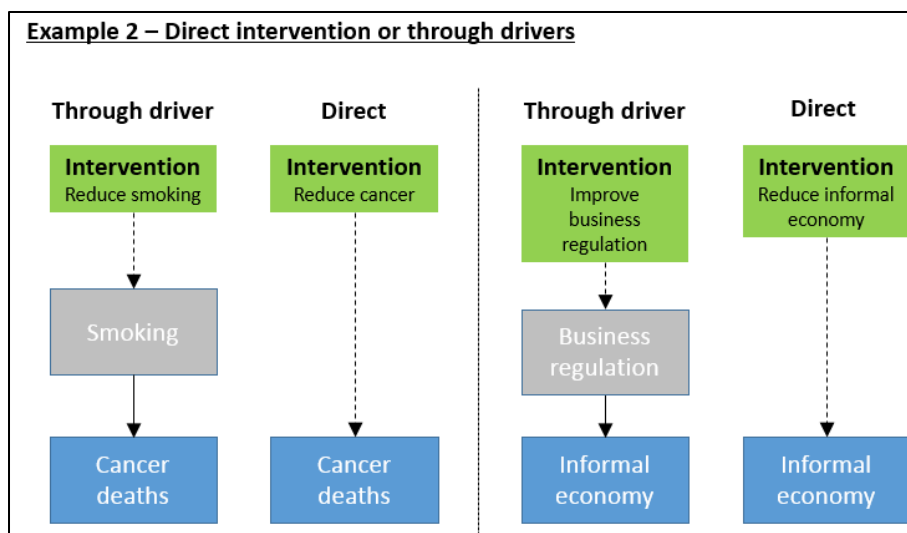 Example 2 – Direct intervention or through drivers
Through driver
Intervention
Reduce smoking
Smoking
Cancer
deaths
Direct
Intervention
Reduce cancer
Cancer
deaths
Through driver
Intervention
Improve
business
regulation
Business
regulation
Informal
economy
Direct
Intervention
Reduce informal
economy
Informal
economy